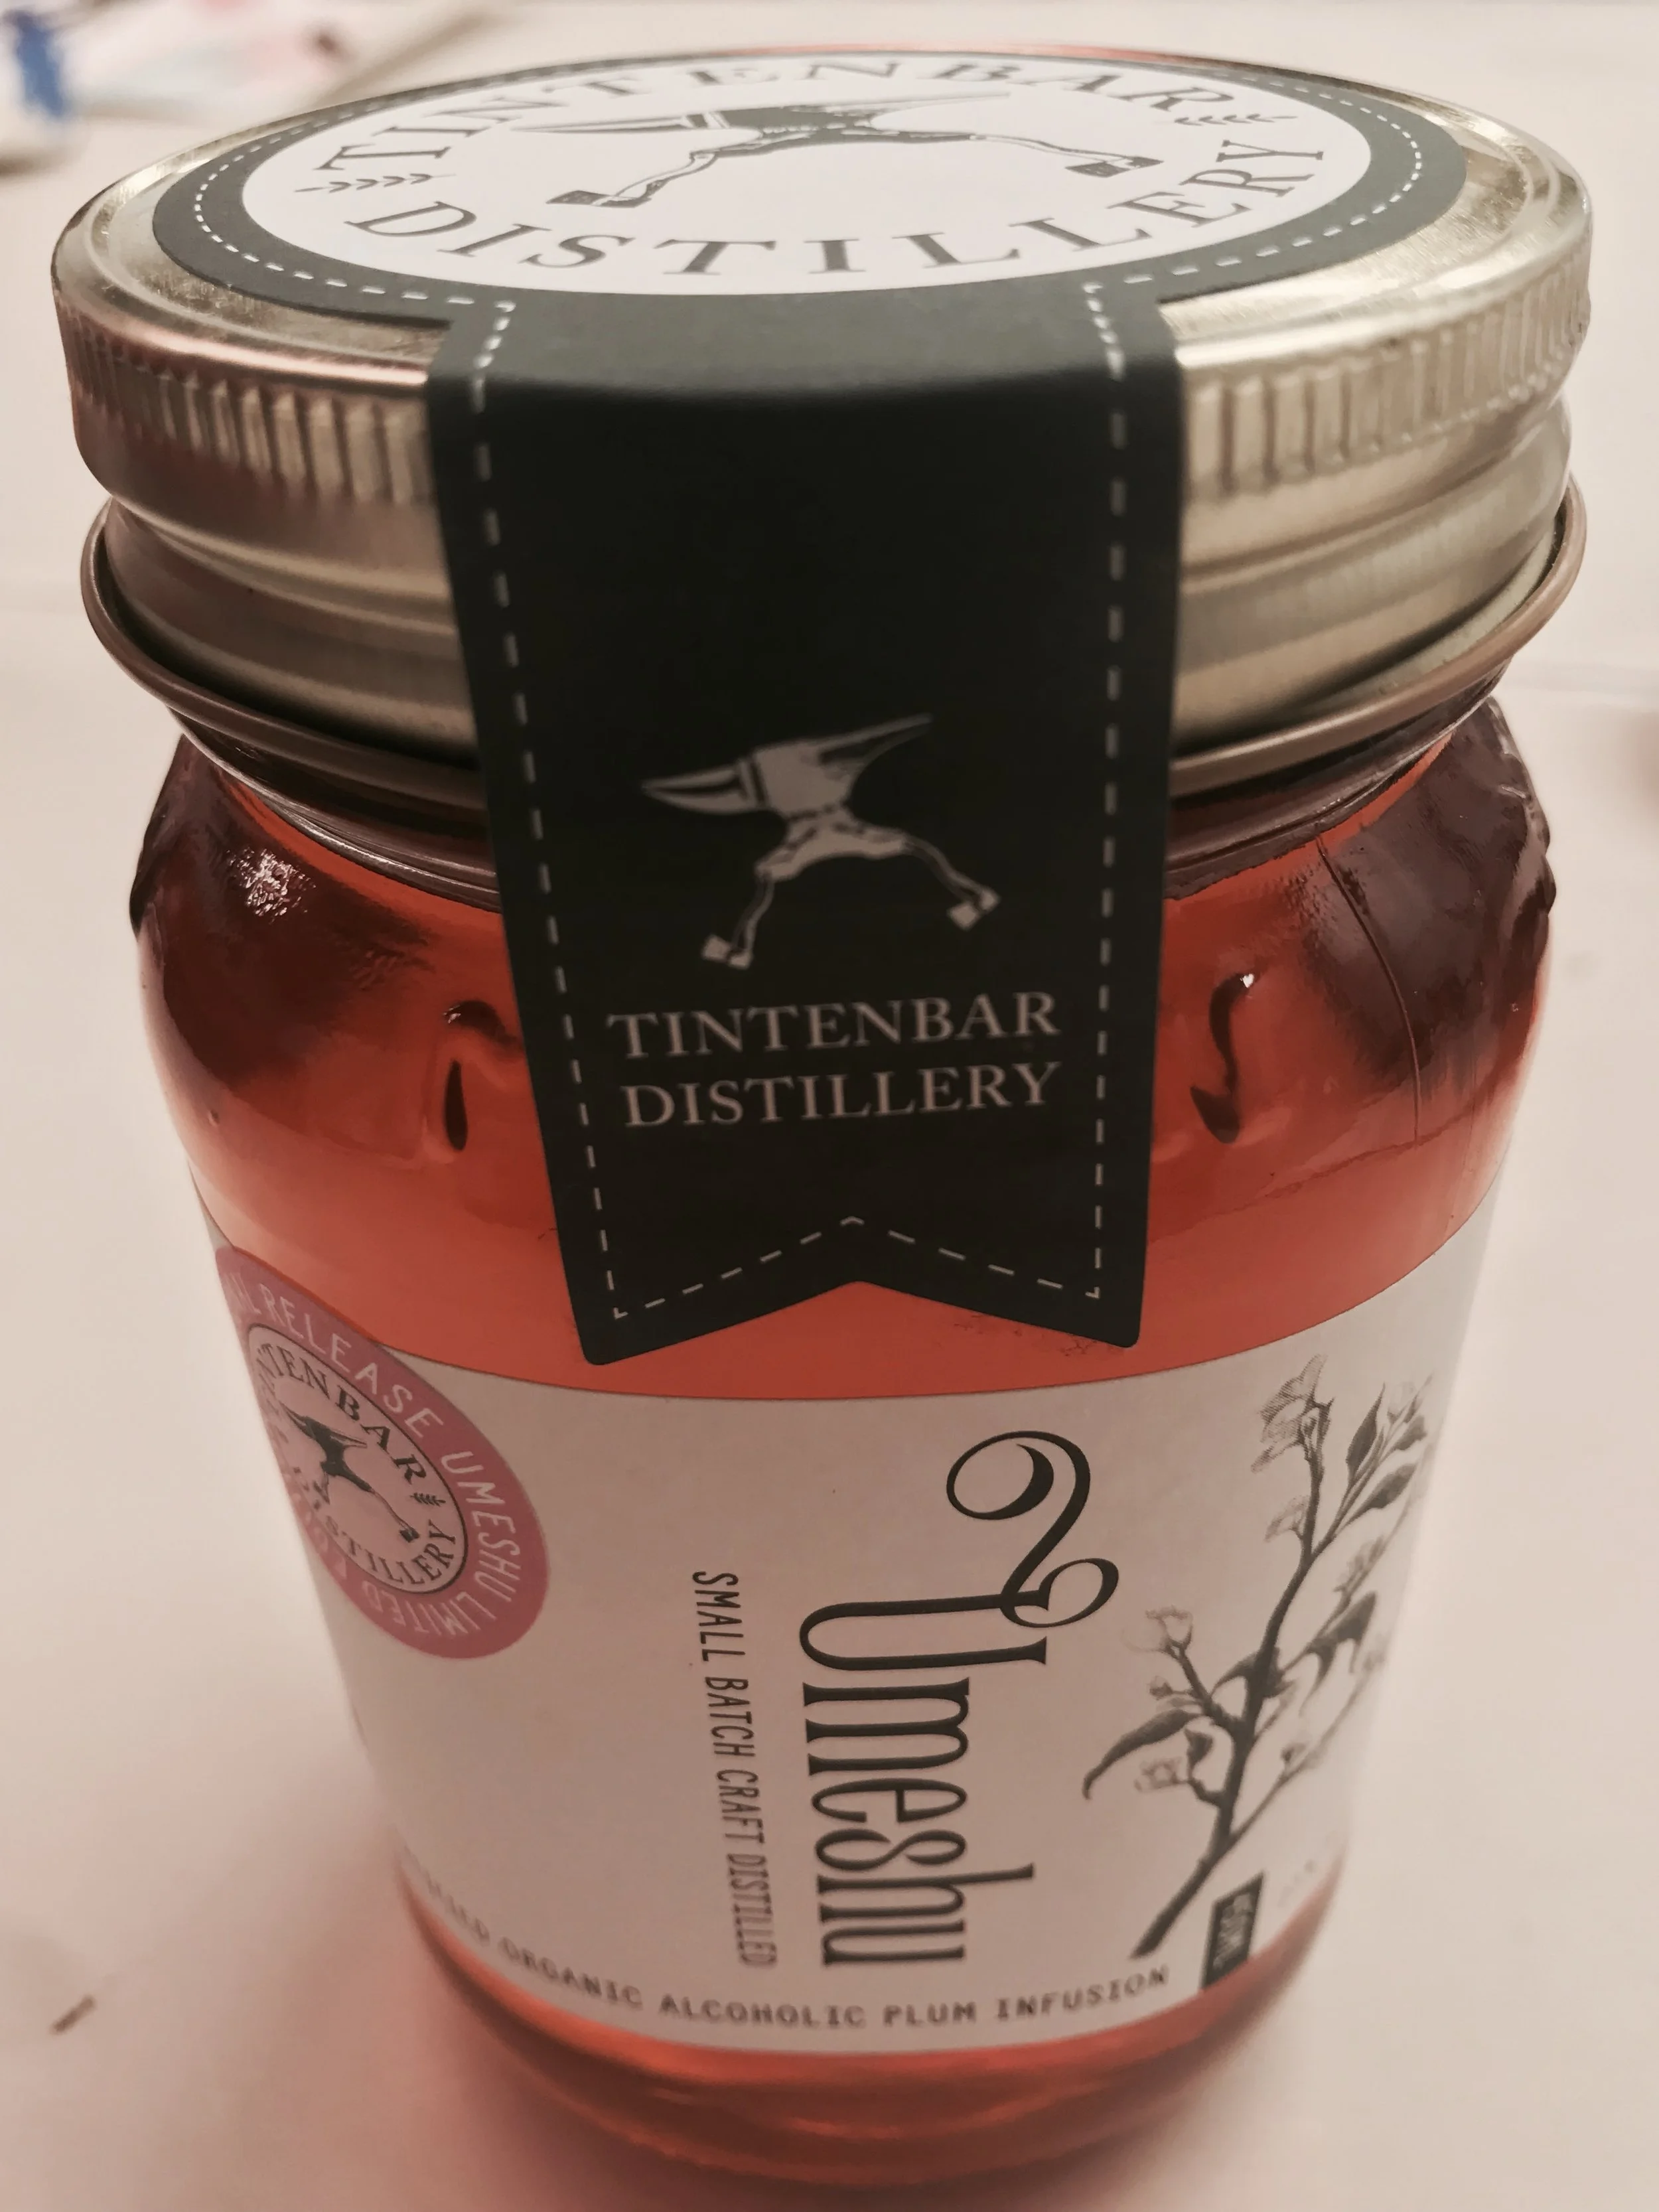 TINTENBAR
DISTILLERY
TINTENBAR
DISTILLERY
RELEASE UMESHU LIMITED
TINTENBAR
DISTILLERY
Umeshu
SMALL BATCH CRAFT DISTILLED
ORGANIC ALCOHOLIC PLUM INFUSION